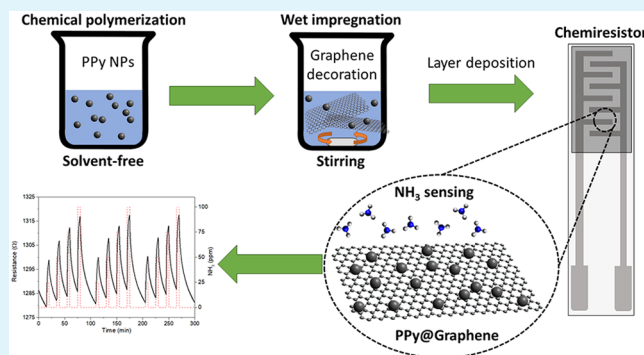 Chemical polymerization
PPy NPs
Solvent-free
Wet impregnation
Graphene
decoration
Stirring
Layer deposition
Chemiresistor
NH₃ sensing
PPy@Graphene
Resistance (Ω)
1325
1315
1305
1295
1285
1275
0
50
100
150
200
250
300
Time (min)
100
75
50
25
0
NH₃ (ppm)